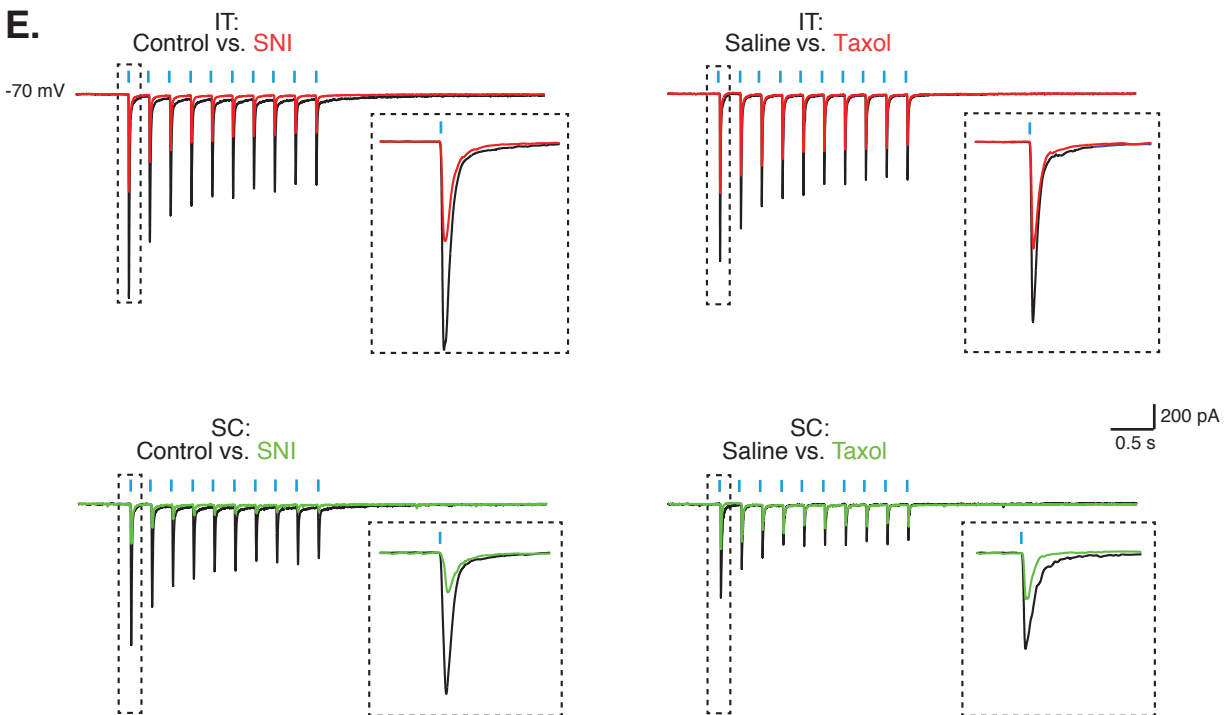 E.
IT:
Control vs. SNI
IT:
Saline vs. Taxol
-70 mV
SC:
Control vs. SNI
SC:
Saline vs. Taxol
200 pA
0.5 s